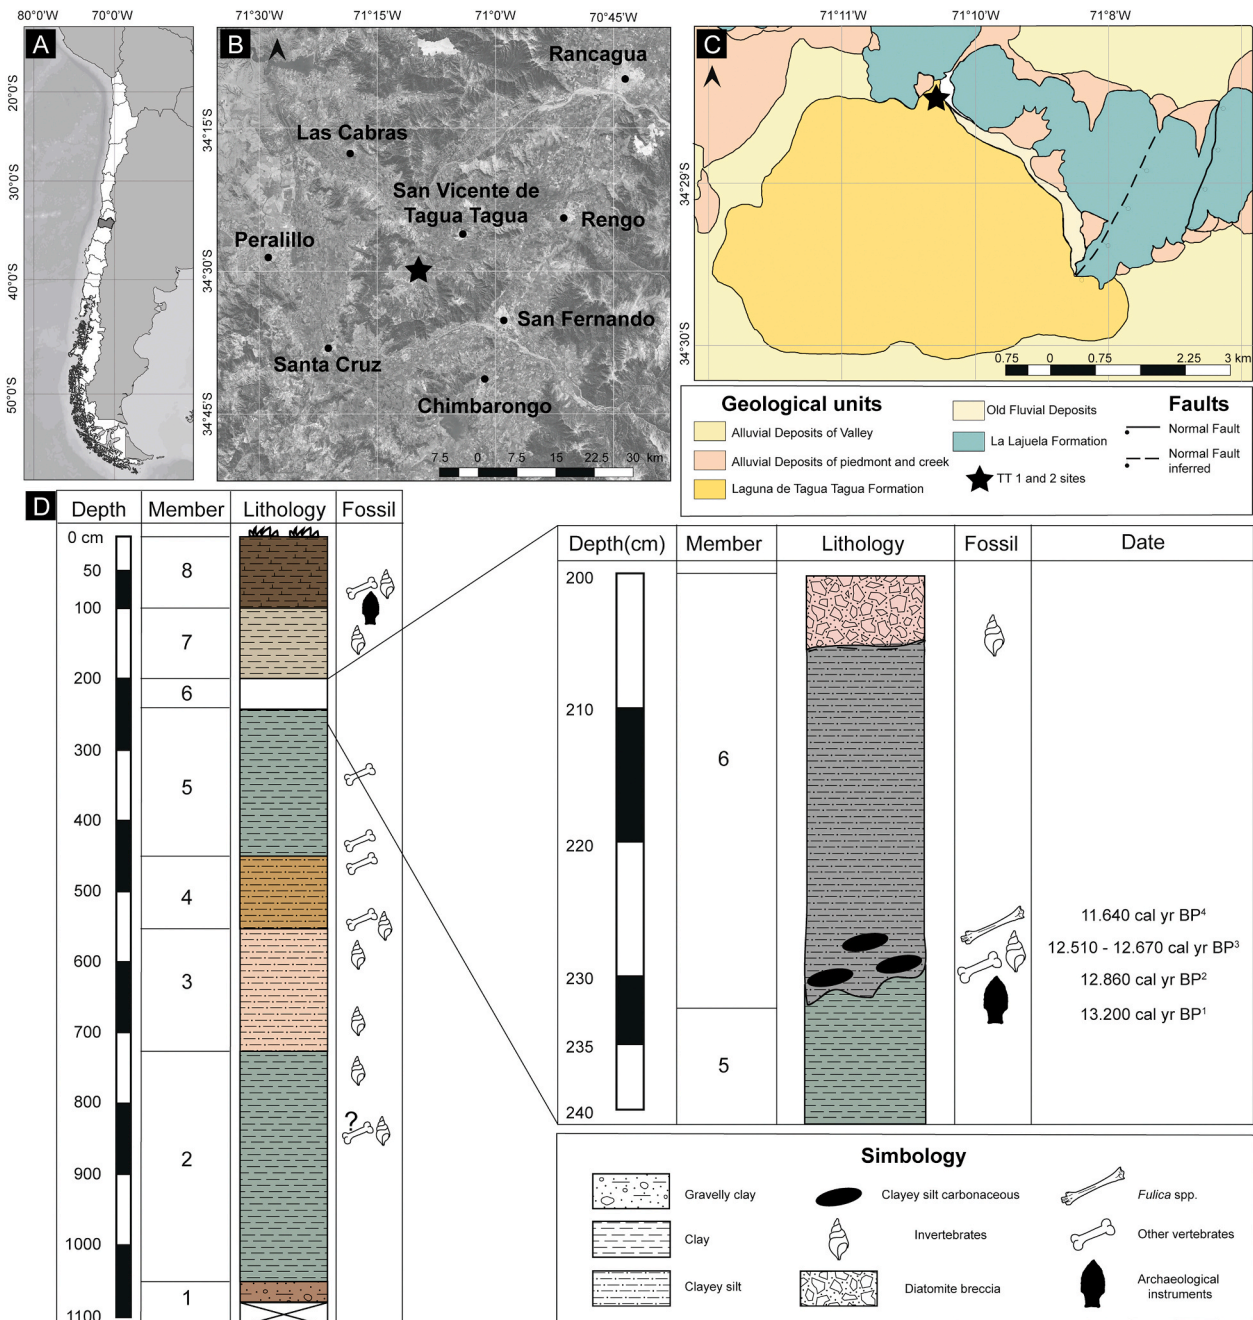 A
80°0'W 70°0'W
20°0'S
30°0'S
40°0'S
50°0'S
B
71°30'W 71°15'W 71°0'W 70°45'W
34°15'S
34°30'S
34°45'S
Rancagua
Las Cabras
San Vicente de
Tagua Tagua
Rengo
Peralillo
San Fernando
Santa Cruz
Chimbarongo
7.5 0 7.5 15 22.5 30 km
C
71°11'W 71°10'W 71°8'W
34°29'S
34°30'S
0.75 0 0.75 2.25 3 km
Geological units
Alluvial Deposits of Valley
Alluvial Deposits of piedmont and creek
Laguna de Tagua Tagua Formation
Old Fluvial Deposits
La Lajuela Formation
TT 1 and 2 sites
Faults
Normal Fault
Normal Fault
inferred
D
Depth Member Lithology Fossil
0 cm
50
100
200
300
400
500
600
700
800
900
1000
1100
8
7
6
5
4
3
2
1
?
Depth(cm) Member Lithology Fossil Date
200
210
220
230
235
240
6
5
11.640 cal yr BP⁴
12.510 - 12.670 cal yr BP³
12.860 cal yr BP²
13.200 cal yr BP¹
Simbology
Gravelly clay
Clay
Clayey silt
Clayey silt carbonaceous
Invertebrates
Diatomite breccia
Fulica spp.
Other vertebrates
Archaeological
instruments